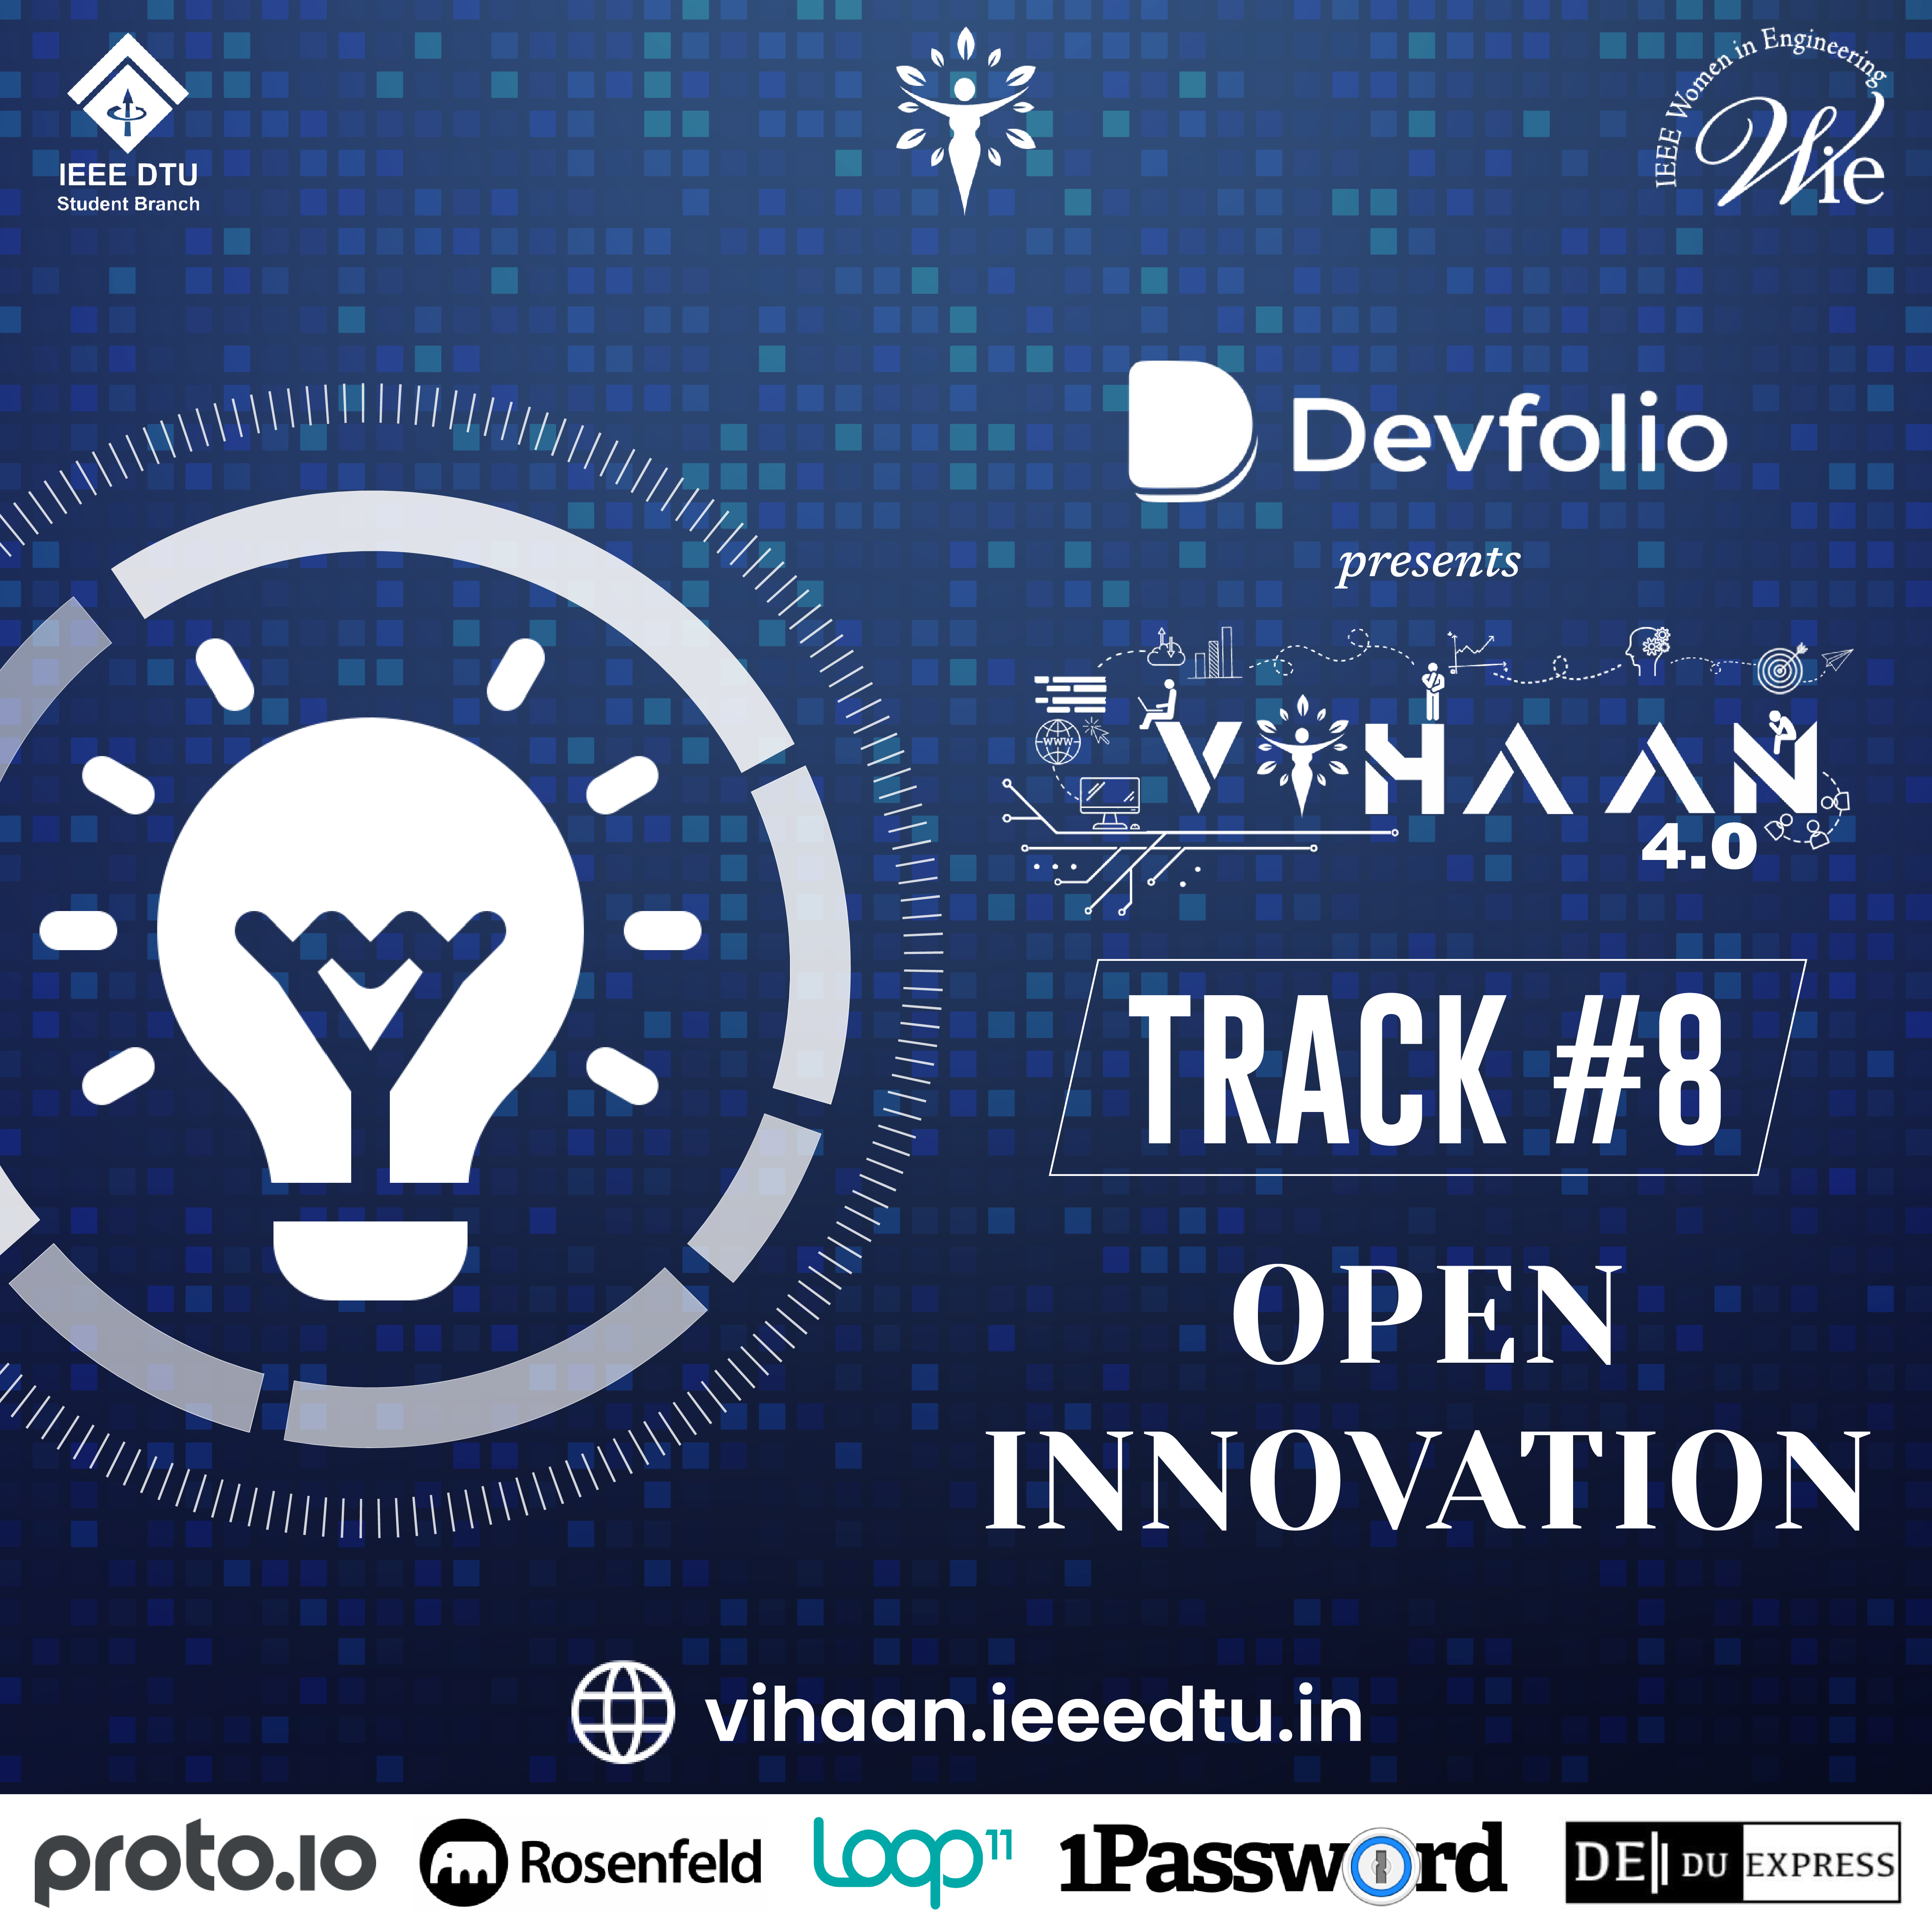 IEEE DTU
Student Branch
IEEE Women in Engineering
Wie
Devfolio
presents
WWW
VIHAAN
4.0
TRACK #8
OPEN
INNOVATION
vihaan.ieeedtu.in
proto.io
Rosenfeld
Loop11
1Password
DE|| DU EXPRESS